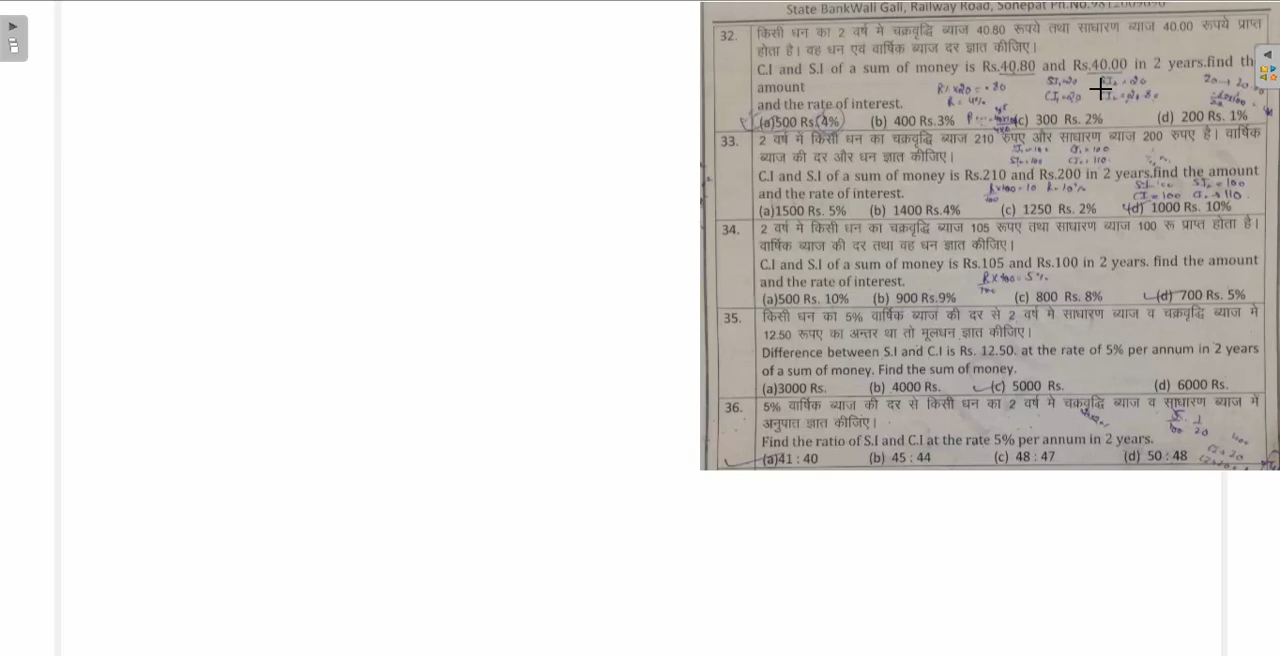 State BankWali Gali, Railway Road, Sonepat
32. किसी धन का 2 वर्ष मे चक्रवृद्धि ब्याज 40.80 रूपये तथा साधारण ब्याज 40.00 रूपये प्राप्त
होता है। वह धन एवं वार्षिक ब्याज दर ज्ञात कीजिए।
C.I and S.I of a sum of money is Rs.40.80 and Rs.40.00 in 2 years.find th
amount
and the rate of interest.
(a)500 Rs.4% (b) 400 Rs.3% (c) 300 Rs. 2% (d) 200 Rs. 1%
33. 2 वर्ष मे किसी धन का चक्रवृद्धि ब्याज 210 रुपए और साधारण ब्याज 200 रुपए है। वार्षिक
ब्याज की दर और धन ज्ञात कीजिए।
C.I and S.I of a sum of money is Rs.210 and Rs.200 in 2 years.find the amount
and the rate of interest.
(a)1500 Rs. 5% (b) 1400 Rs.4% (c) 1250 Rs. 2% (d) 1000 Rs. 10%
34. 2 वर्ष मे किसी धन का चक्रवृद्धि ब्याज 105 रूपए तथा साधारण ब्याज 100 रू प्राप्त होता है।
वार्षिक ब्याज की दर तथा वह धन ज्ञात कीजिए।
C.I and S.I of a sum of money is Rs.105 and Rs.100 in 2 years. find the amount
and the rate of interest.
(a)500 Rs. 10% (b) 900 Rs.9% (c) 800 Rs. 8% (d) 700 Rs. 5%
35. किसी धन का 5% वार्षिक ब्याज की दर से 2 वर्ष मे साधारण ब्याज व चक्रवृद्धि ब्याज मे
12.50 रूपए का अन्तर था तो मूलधन ज्ञात कीजिए।
Difference between S.I and C.I is Rs. 12.50. at the rate of 5% per annum in 2 years
of a sum of money. Find the sum of money.
(a)3000 Rs. (b) 4000 Rs. (c) 5000 Rs. (d) 6000 Rs.
36. 5% वार्षिक ब्याज की दर से किसी धन का 2 वर्ष मे चक्रवृद्धि ब्याज व साधारण ब्याज मे
अनुपात ज्ञात कीजिए।
Find the ratio of S.I and C.I at the rate 5% per annum in 2 years.
(a)41 : 40 (b) 45 : 44 (c) 48 : 47 (d) 50 : 48